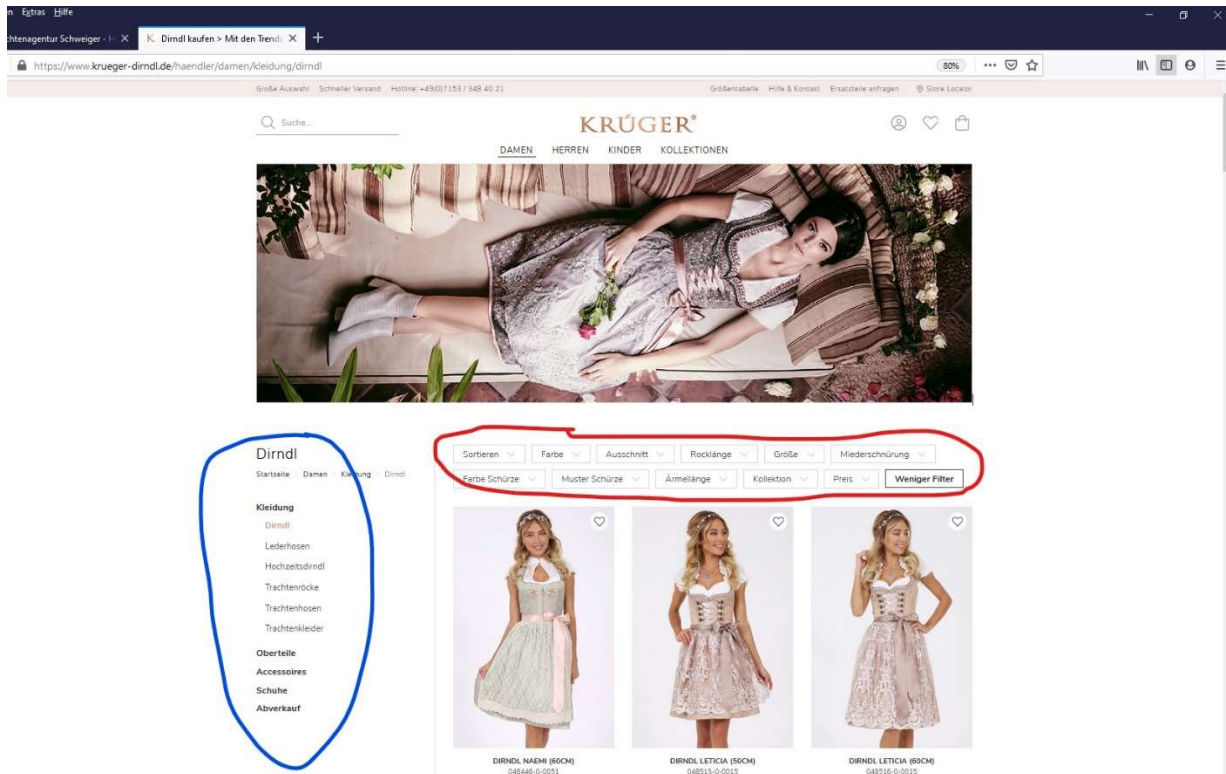 Extras Hilfe
chtenagentur Schweiger - H
K Dirndl kaufen > Mit den Trends
https://www.krueger-dirndl.de/haendler/damen/kleidung/dirndl
80%
Große Auswahl Schneller Versand Hotline: +49(0)7153 / 348 40 21
Größentabelle Hilfe & Kontakt Ersatzteile anfragen Store Locator
Suche...
KRÜGER®
DAMEN HERREN KINDER KOLLEKTIONEN
Dirndl
Startseite Damen Kleidung Dirndl
Kleidung
Dirndl
Lederhosen
Hochzeitsdirndl
Trachtenröcke
Trachtenhosen
Trachtenkleider
Oberteile
Accessoires
Schuhe
Abverkauf
Sortieren Farbe Ausschnitt Rocklänge Größe Miederschnürung
Farbe Schürze Muster Schürze Ärmellänge Kollektion Preis Weniger Filter
DIRNDL NAEMI (60CM)
048446-0-0051
DIRNDL LETICIA (50CM)
048515-0-0015
DIRNDL LETICIA (60CM)
048516-0-0015